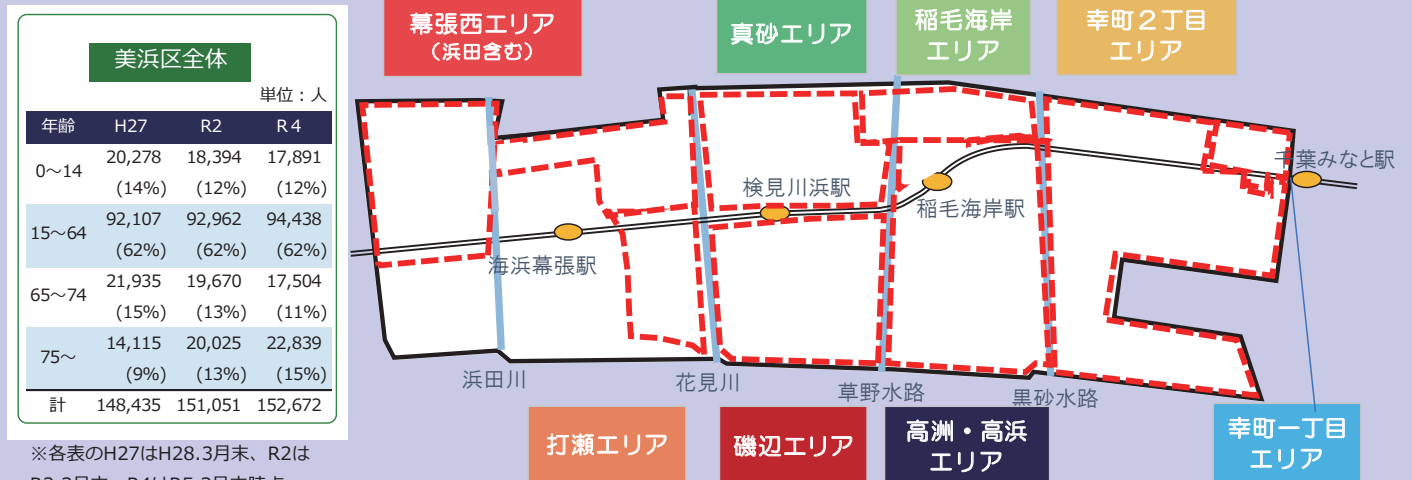 美浜区全体
単位：人
年齢 H27 R2 R４
0～14 20,278 18,394 17,891
(14%) (12%) (12%)
15～64 92,107 92,962 94,438
(62%) (62%) (62%)
65～74 21,935 19,670 17,504
(15%) (13%) (11%)
75～ 14,115 20,025 22,839
(9%) (13%) (15%)
計 148,435 151,051 152,672
※各表のH27はH28.3月末、R2は
幕張西エリア
（浜田含む）
真砂エリア
稲毛海岸
エリア
幸町２丁目
エリア
千葉みなと駅
検見川浜駅
稲毛海岸駅
海浜幕張駅
浜田川
花見川
草野水路
黒砂水路
打瀬エリア
磯辺エリア
高洲・高浜
エリア
幸町一丁目
エリア